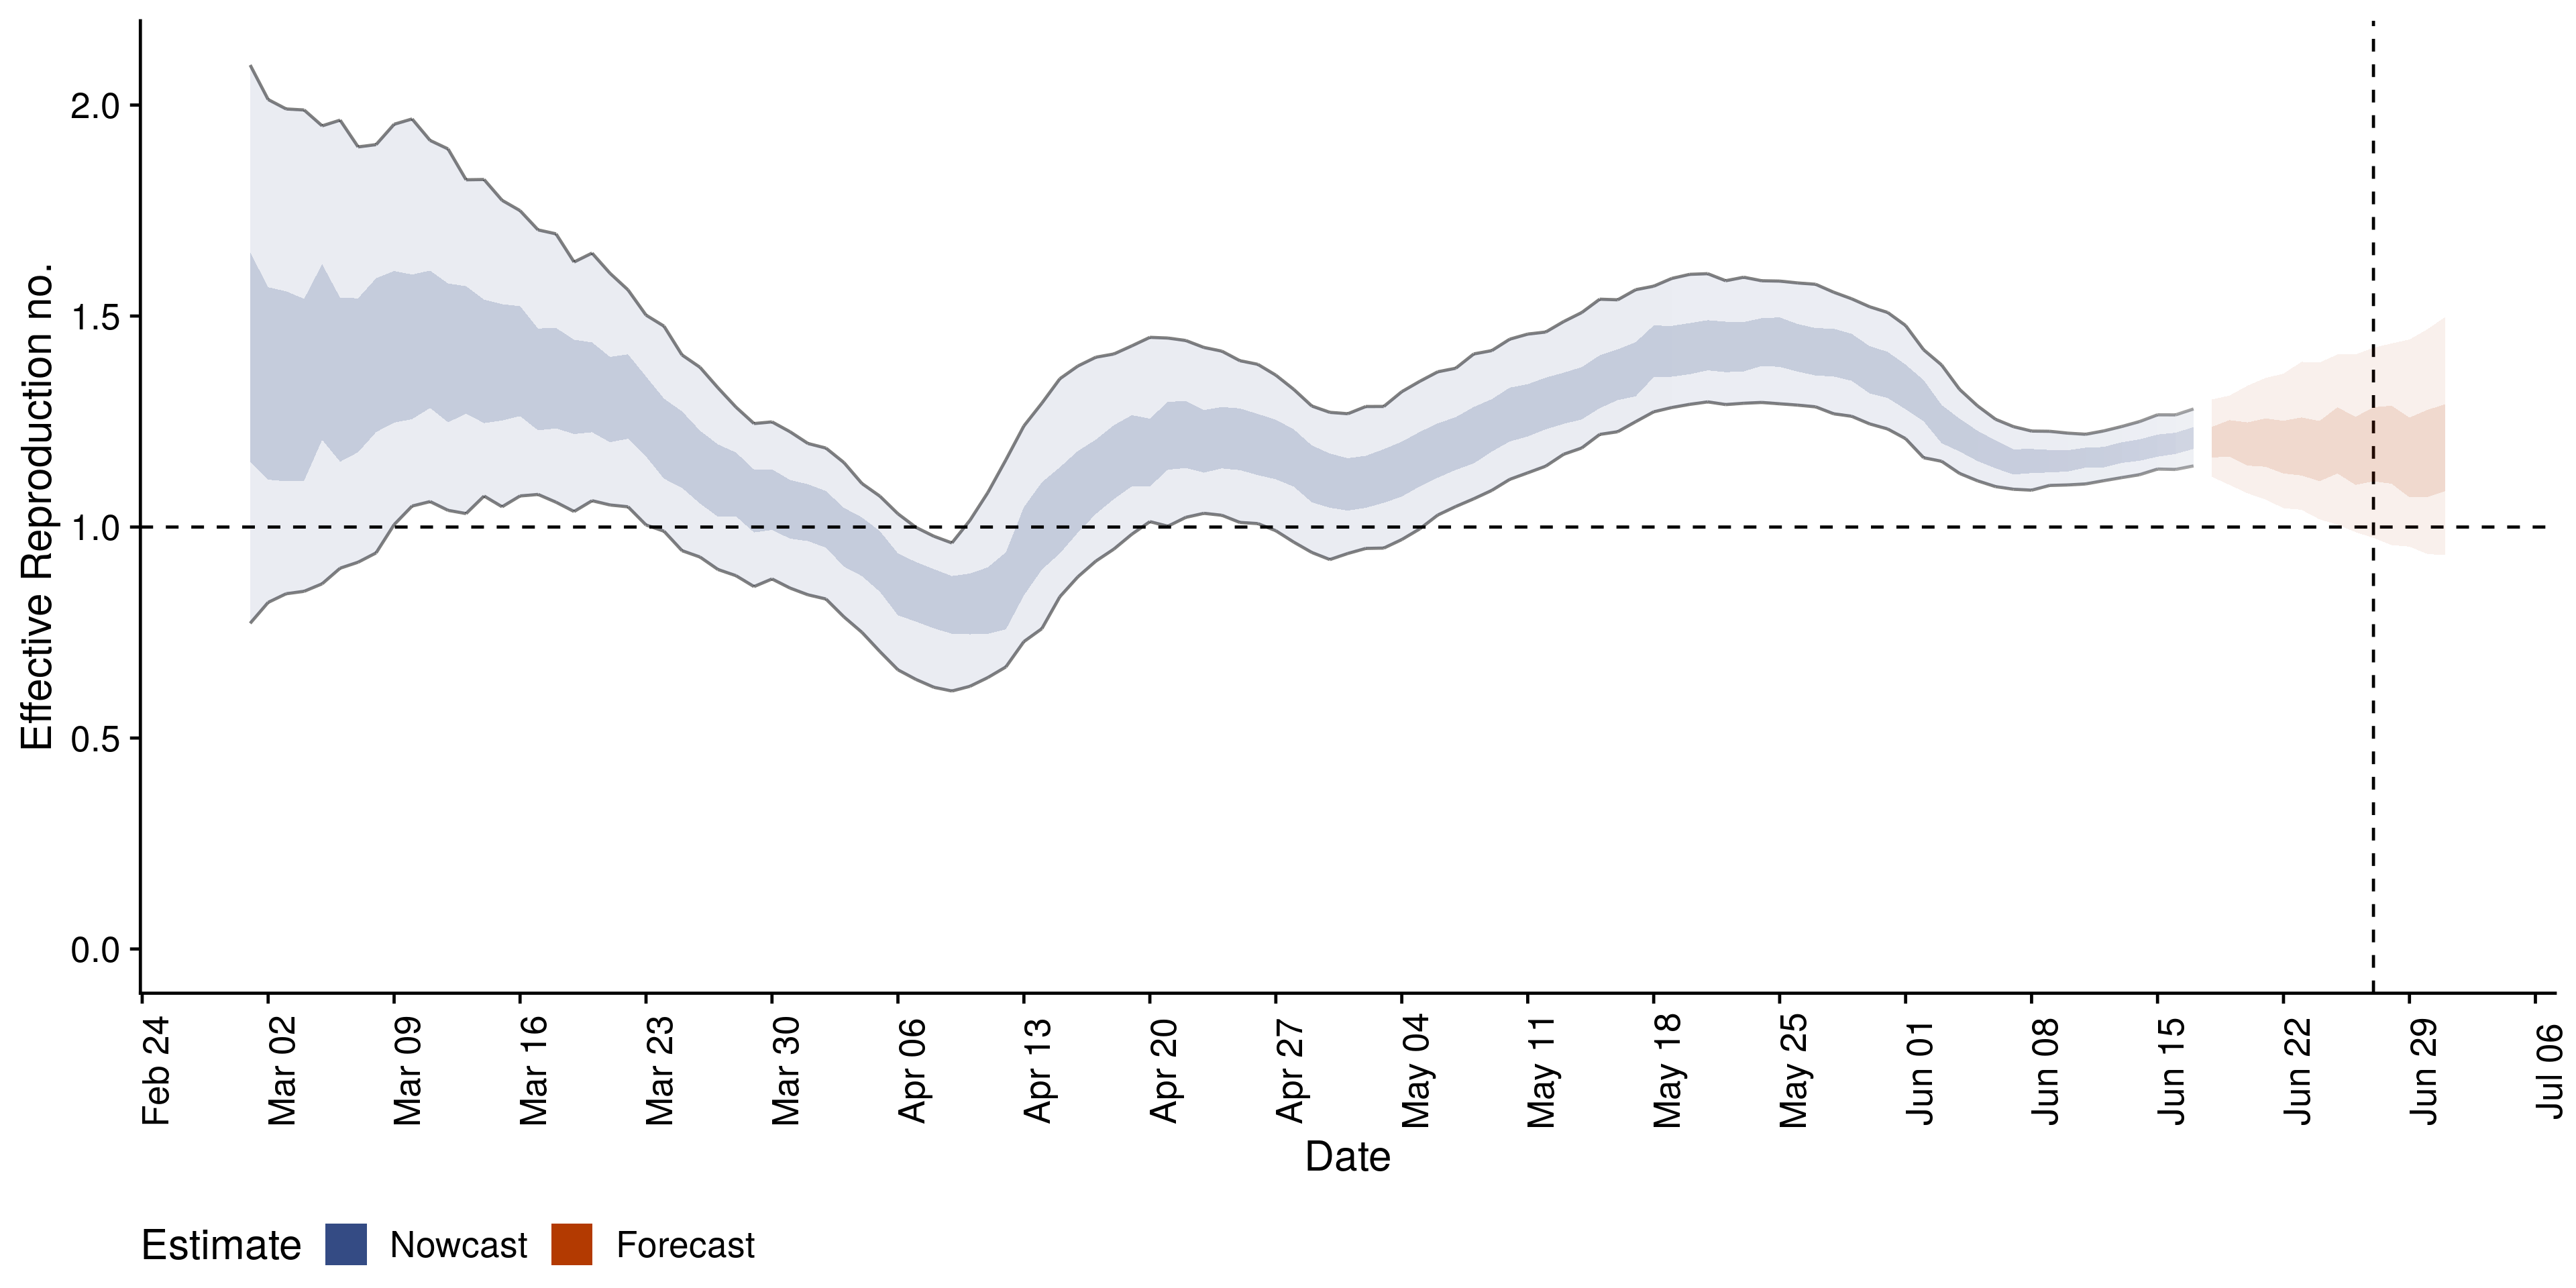 Effective Reproduction no.
2.0
1.5
1.0
0.5
0.0
Feb 24
Mar 02
Mar 09
Mar 16
Mar 23
Mar 30
Apr 06
Apr 13
Apr 20
Apr 27
May 04
May 11
May 18
May 25
Jun 01
Jun 08
Jun 15
Jun 22
Jun 29
Jul 06
Date
Estimate Nowcast Forecast